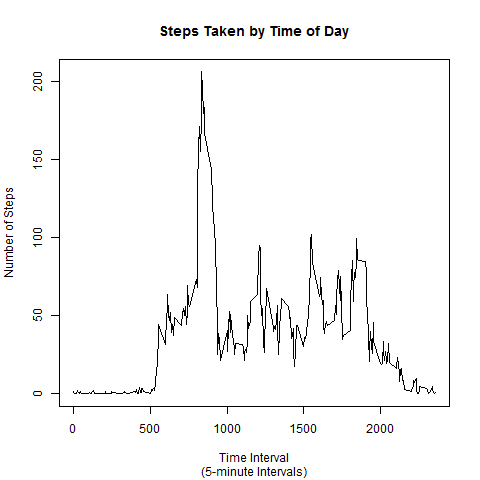 Steps Taken by Time of Day
Number of Steps
200
150
100
50
0
0
500
1000
1500
2000
Time Interval
(5-minute Intervals)